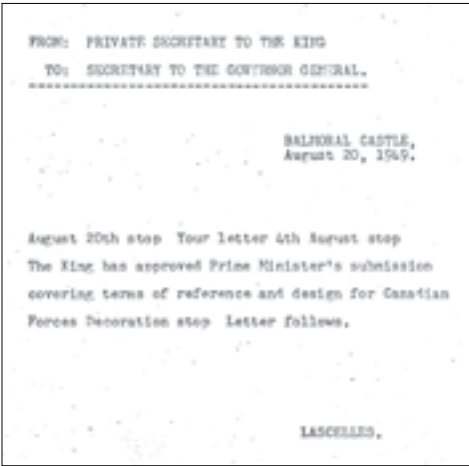 FROM: PRIVATE SECRETARY TO THE KING
TO: SECRETARY TO THE GOVERNOR GENERAL.
BALMORAL CASTLE,
August 20, 1949.
August 20th stop Your letter 4th August stop
The King has approved Prime Minister's submission
covering terms of reference and design for Canadian
Forces Decoration stop Letter follows.
LASCELLES.